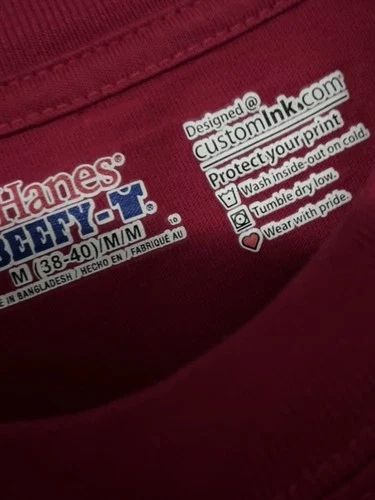 Hanes®
BEEFY-T®
M (38-40)/M/M
E IN BANGLADESH / HECHO EN / FABRIQUÉ AU
10
Designed @
customInk.com®
Protect your print
Wash inside-out on cold.
Tumble dry low.
Wear with pride.